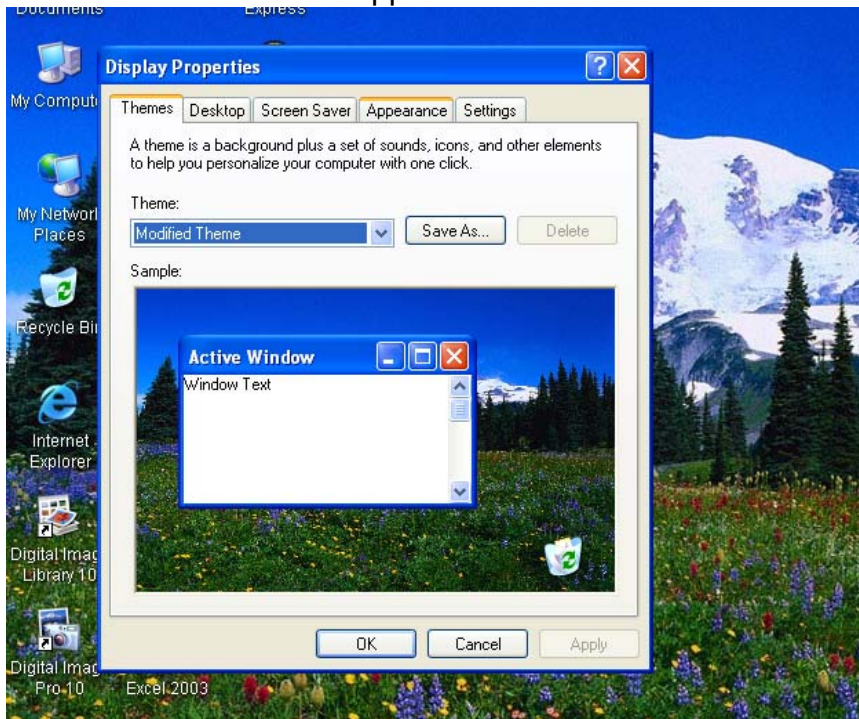 Documents
Express
My Compute
My Network
Places
Recycle Bin
Internet
Explorer
Digital Imag
Library 10
Digital Imag
Pro 10
Excel 2003
Display Properties
Themes Desktop Screen Saver Appearance Settings
A theme is a background plus a set of sounds, icons, and other elements
to help you personalize your computer with one click.
Theme:
Modified Theme
Save As...
Delete
Sample:
Active Window
Window Text
OK
Cancel
Apply